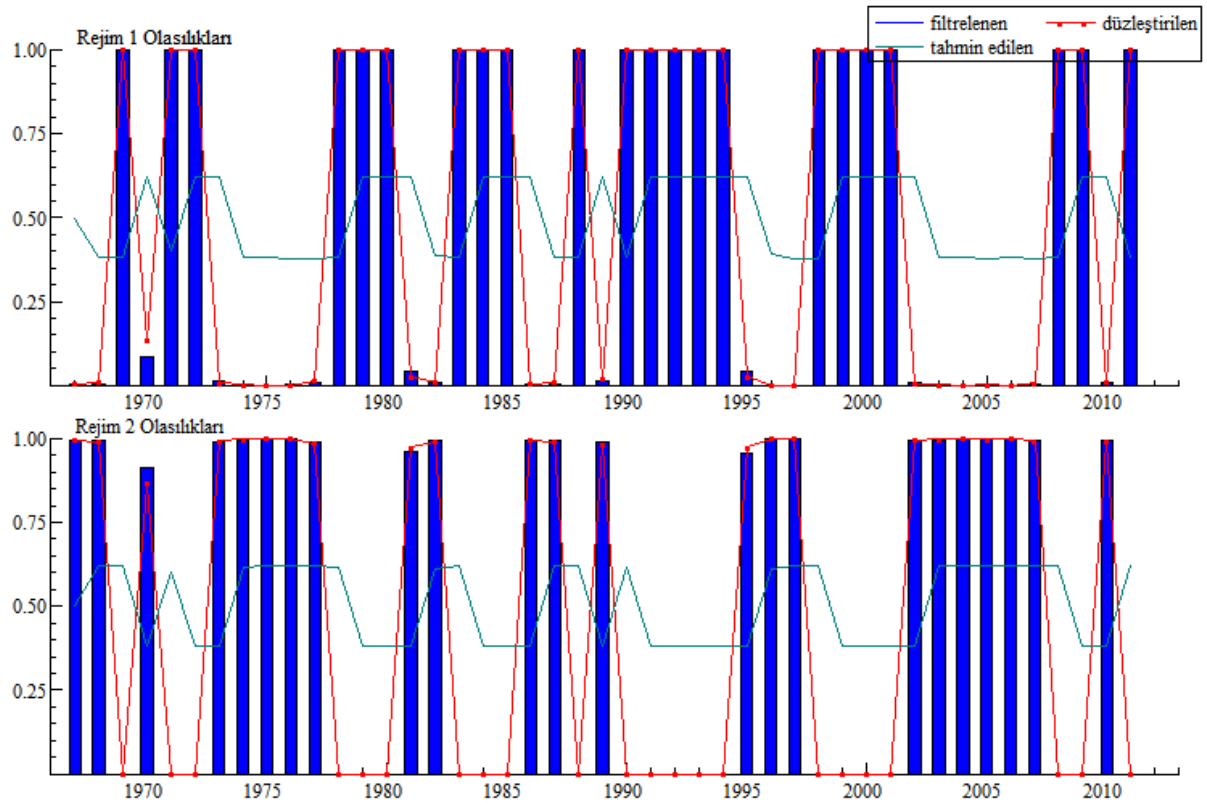 Rejim 1 Olasılıkları
filtrelenen düzleştirilen
tahmin edilen
1.00
0.75
0.50
0.25
1970 1975 1980 1985 1990 1995 2000 2005 2010
Rejim 2 Olasılıkları
1.00
0.75
0.50
0.25
1970 1975 1980 1985 1990 1995 2000 2005 2010